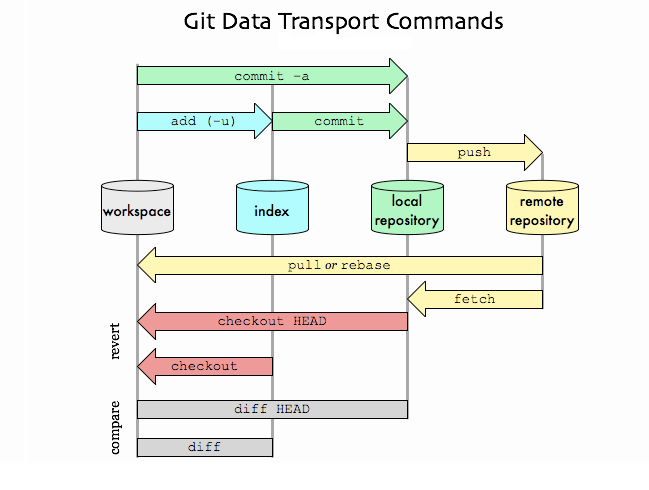 Git Data Transport Commands
commit -a
add (-u)
commit
push
workspace
index
local
repository
remote
repository
pull or rebase
fetch
revert
checkout HEAD
checkout
compare
diff HEAD
diff